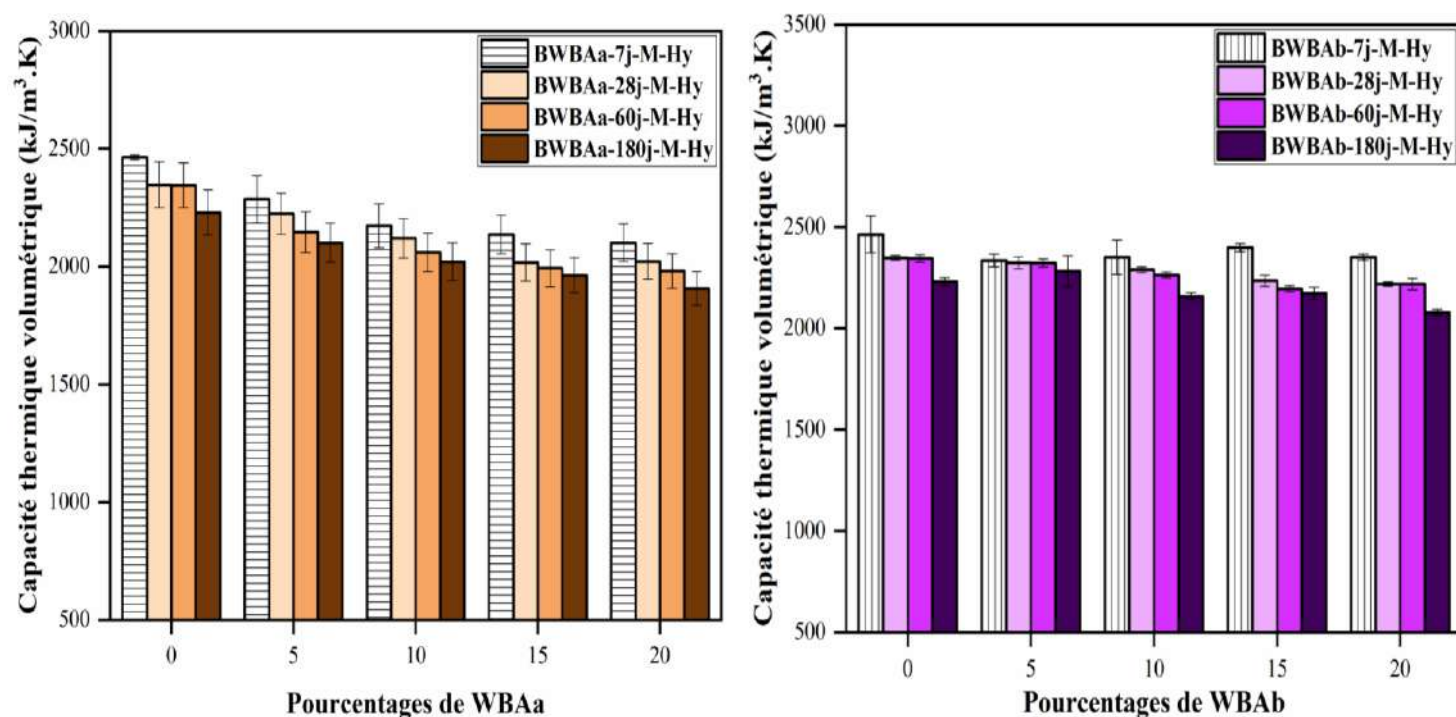 Capacité thermique volumétrique (kJ/m³.K)
3000
2500
2000
1500
1000
500
BWBAa-7j-M-Hy
BWBAa-28j-M-Hy
BWBAa-60j-M-Hy
BWBAa-180j-M-Hy
0 5 10 15 20
Pourcentages de WBAa
Capacité thermique volumétrique (kJ/m³.K)
3500
3000
2500
2000
1500
1000
500
BWBAb-7j-M-Hy
BWBAb-28j-M-Hy
BWBAb-60j-M-Hy
BWBAb-180j-M-Hy
0 5 10 15 20
Pourcentages de WBAb